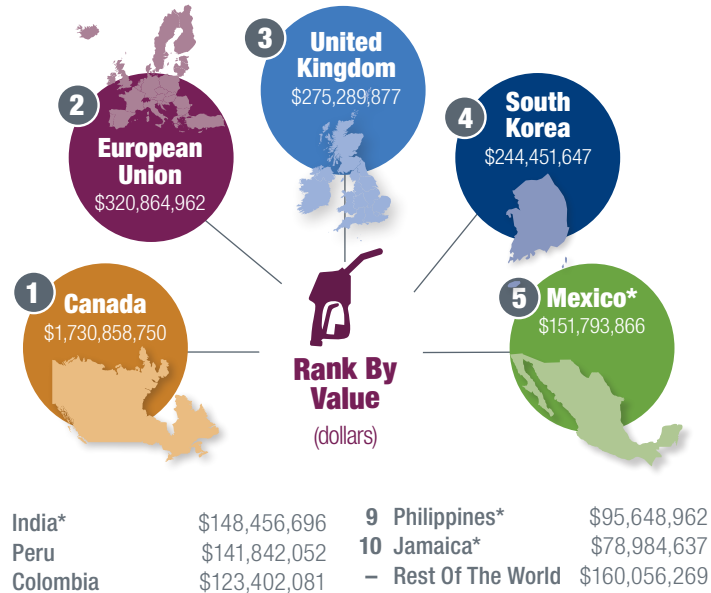 3
United
Kingdom
$275,289,877
2
European
Union
$320,864,962
4
South
Korea
$244,451,647
1
Canada
$1,730,858,750
5 Mexico*
$151,793,866
Rank By
Value
(dollars)
India* $148,456,696
Peru $141,842,052
Colombia $123,402,081
9 Philippines* $95,648,962
10 Jamaica* $78,984,637
– Rest Of The World $160,056,269